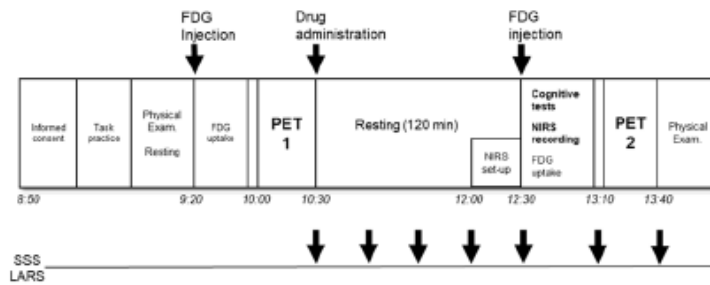 FDG
Injection
Drug
administration
FDG
injection
Informed
consent
Task
practice
Physical
Exam.
Resting
FDG
uptake
PET
1
Resting (120 min)
NIRS
set-up
Cognitive
tests
NIRS
recording
FDG
uptake
PET
2
Physical
Exam.
8:50
9:20
10:00
10:30
12:00
12:30
13:10
13:40
SSS
LARS